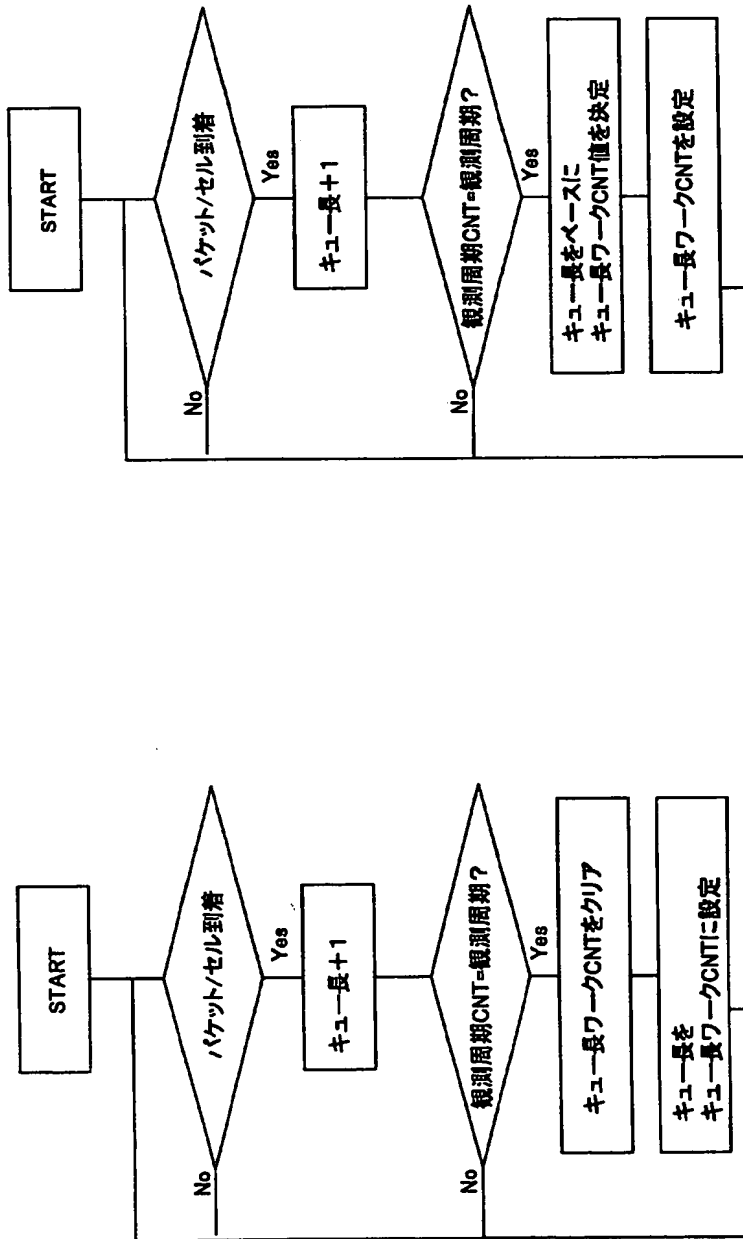 START
パケット/セル到着
No
Yes
キュー長+1
観測周期CNT=観測周期?
No
Yes
キュー長ワークCNTをクリア
キュー長を
キュー長ワークCNTに設定
START
パケット/セル到着
No
Yes
キュー長+1
観測周期CNT=観測周期?
No
Yes
キュー長をベースに
キュー長ワークCNT値を決定
キュー長ワークCNTを設定